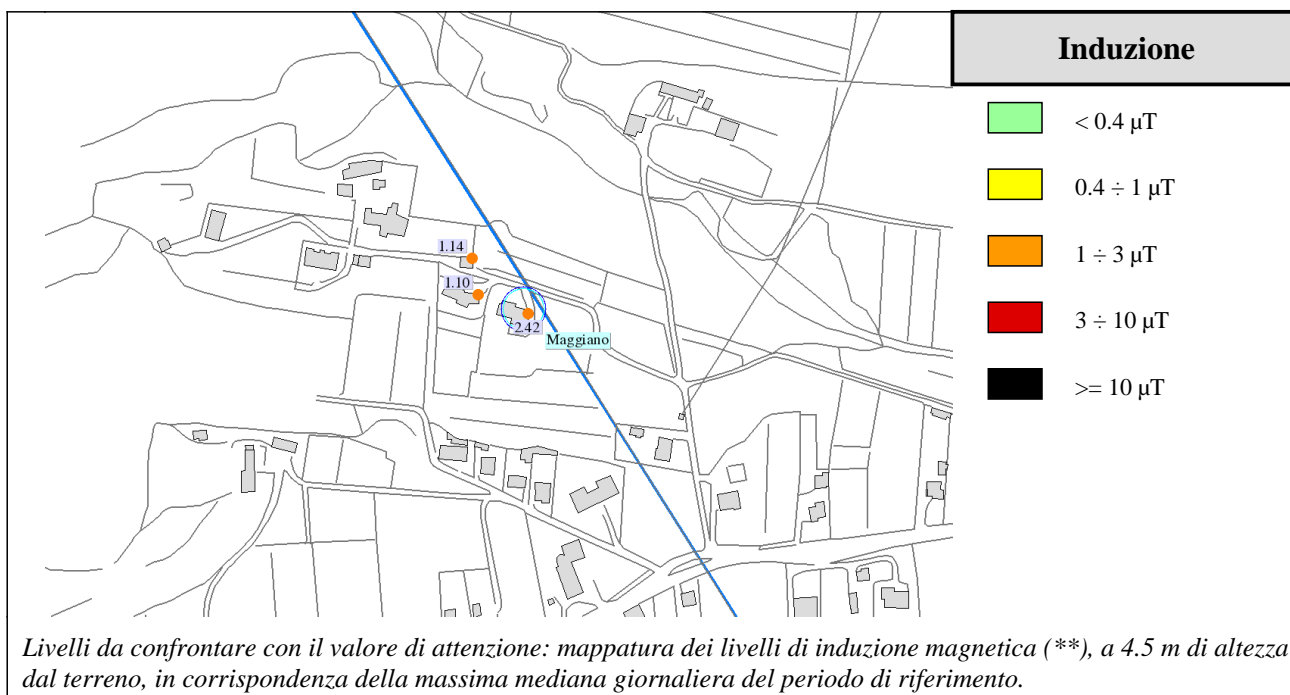 Induzione
< 0.4 µT
0.4 ÷ 1 µT
1 ÷ 3 µT
3 ÷ 10 µT
>= 10 µT
1.14
1.10
2.42
Maggiano
Livelli da confrontare con il valore di attenzione: mappatura dei livelli di induzione magnetica (**), a 4.5 m di altezza
dal terreno, in corrispondenza della massima mediana giornaliera del periodo di riferimento.